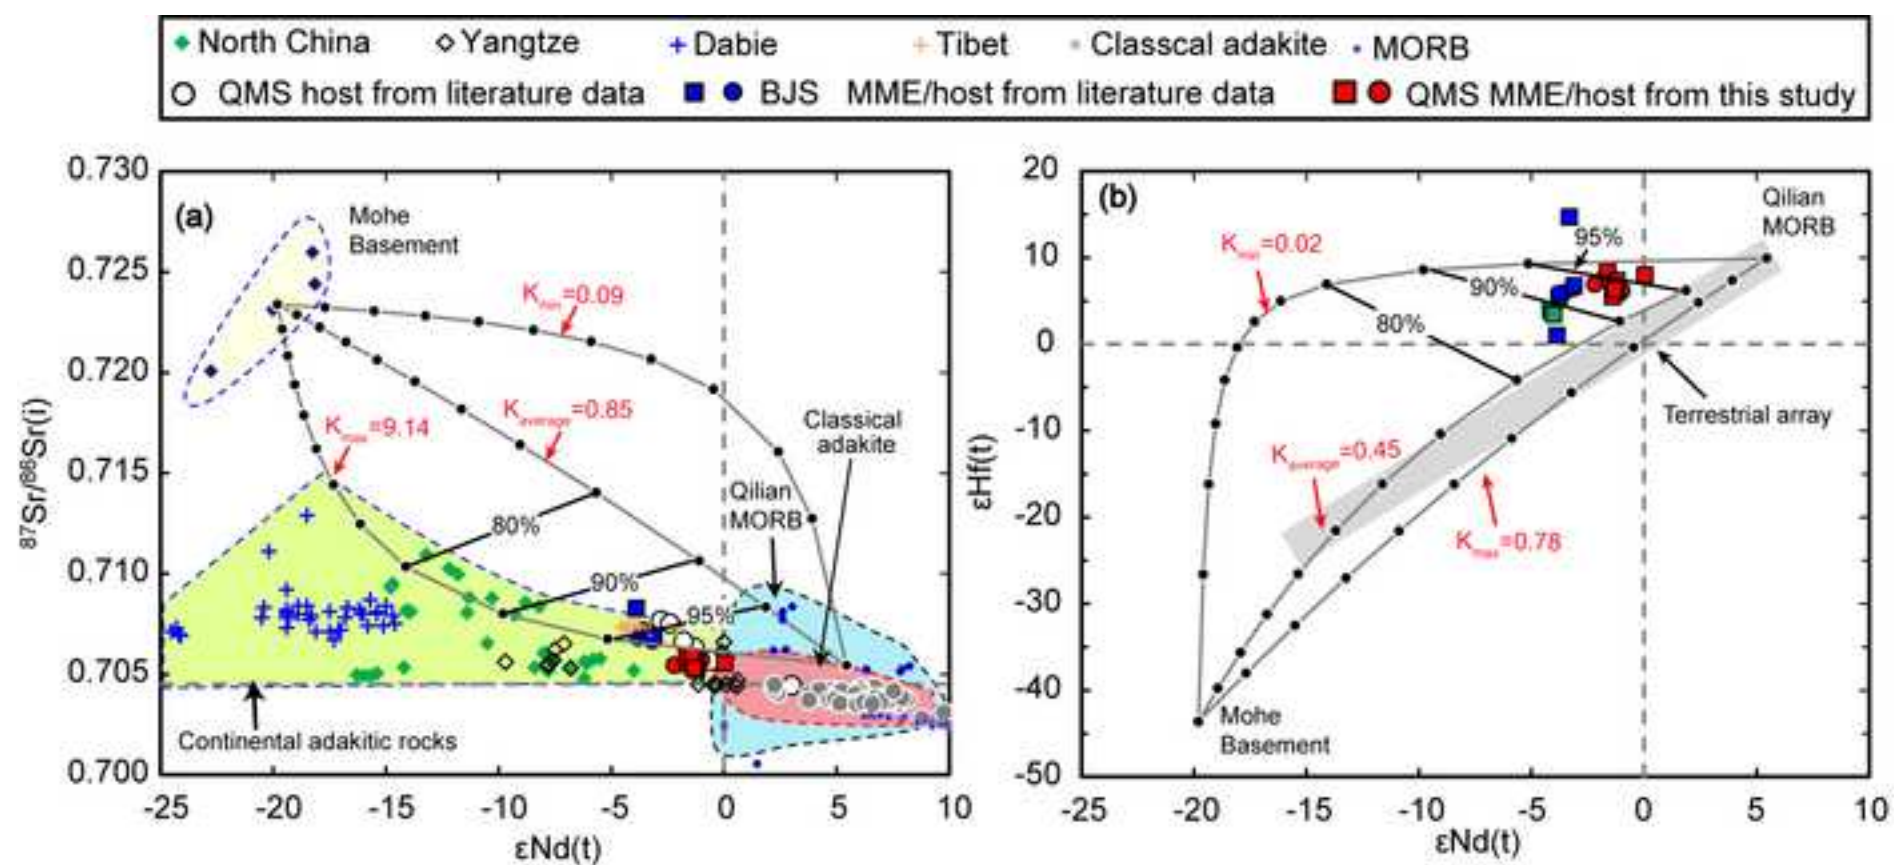 North China Yangtze Dabie Tibet Classcal adakite MORB
QMS host from literature data BJS MME/host from literature data QMS MME/host from this study
(a)
0.730
0.725
0.720
0.715
0.710
0.705
0.700
87Sr/86Sr(i)
Mohe
Basement
Kmin=0.09
Kaverage=0.85
Kmax=9.14
Classical
adakite
Qilian
MORB
80%
90%
95%
Continental adakitic rocks
-25 -20 -15 -10 -5 0 5 10
εNd(t)
(b)
20
10
0
-10
-20
-30
-40
-50
εHf(t)
Qilian
MORB
Kmin=0.02
95%
90%
80%
Terrestrial array
Kaverage=0.45
Kmax=0.78
Mohe
Basement
-25 -20 -15 -10 -5 0 5 10
εNd(t)